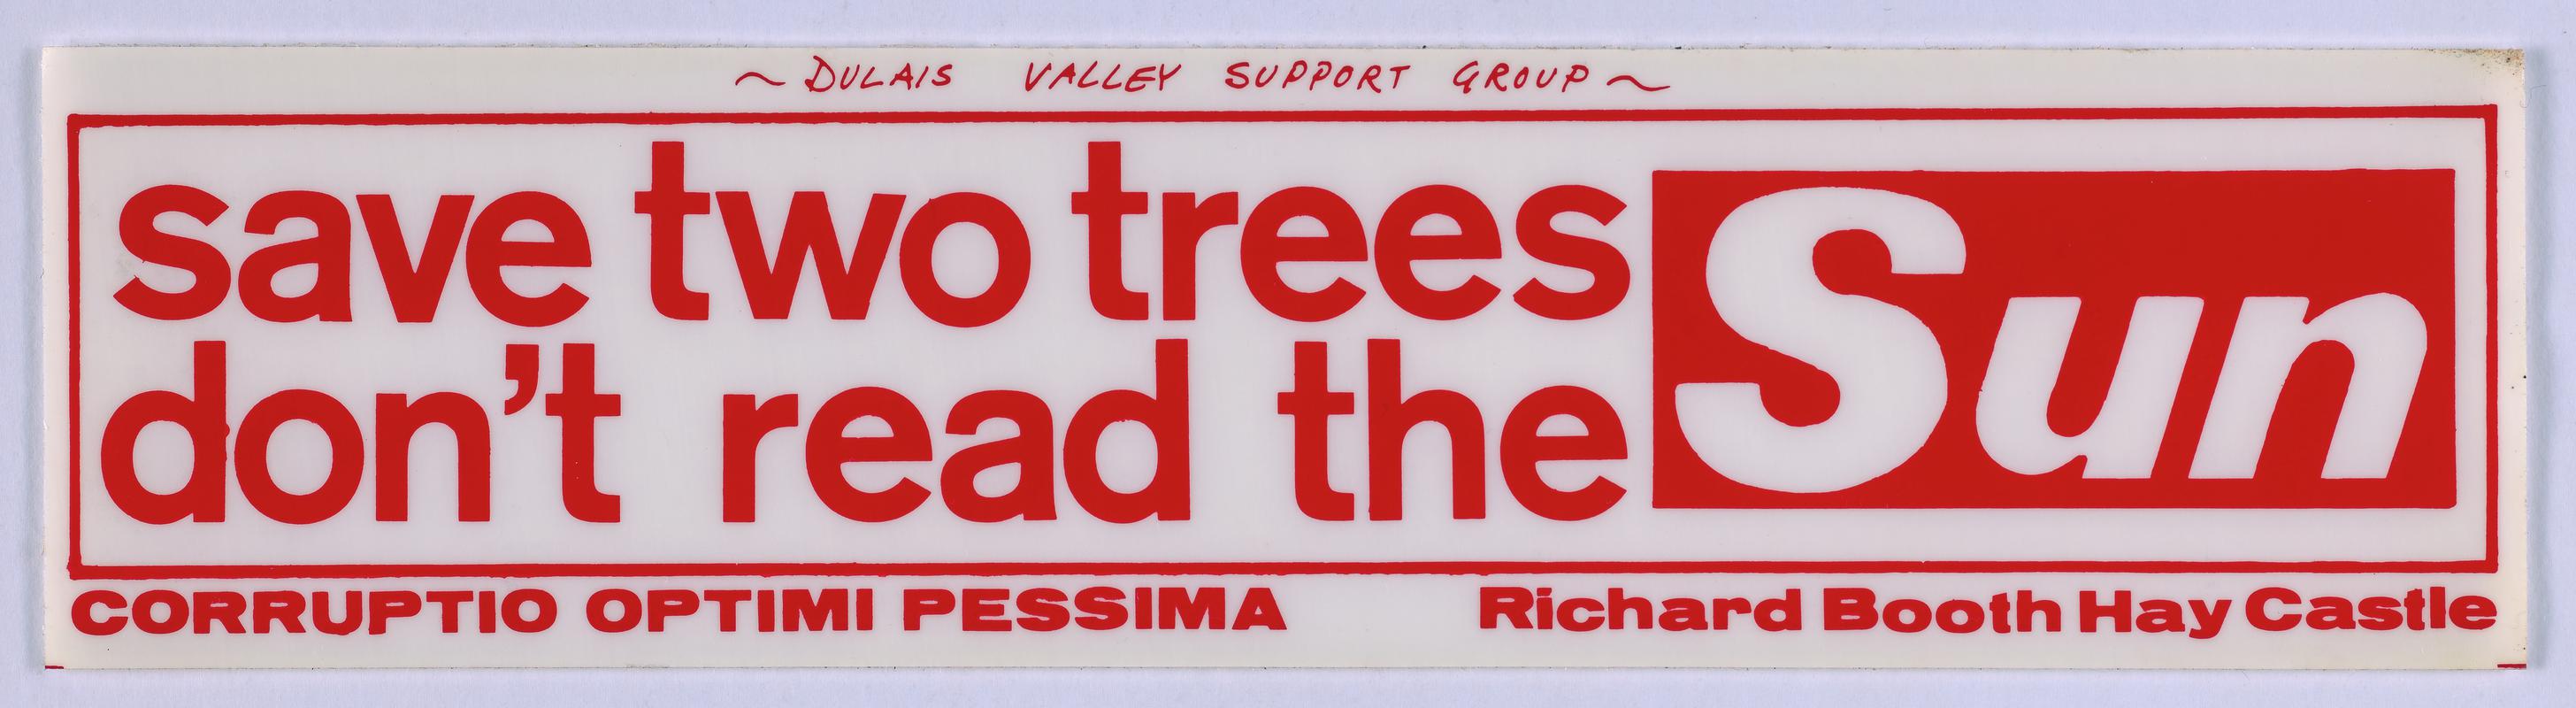 ~ DULAIS VALLEY SUPPORT GROUP ~
save two trees
don't read the Sun
CORRUPTIO OPTIMI PESSIMA Richard Booth Hay Castle